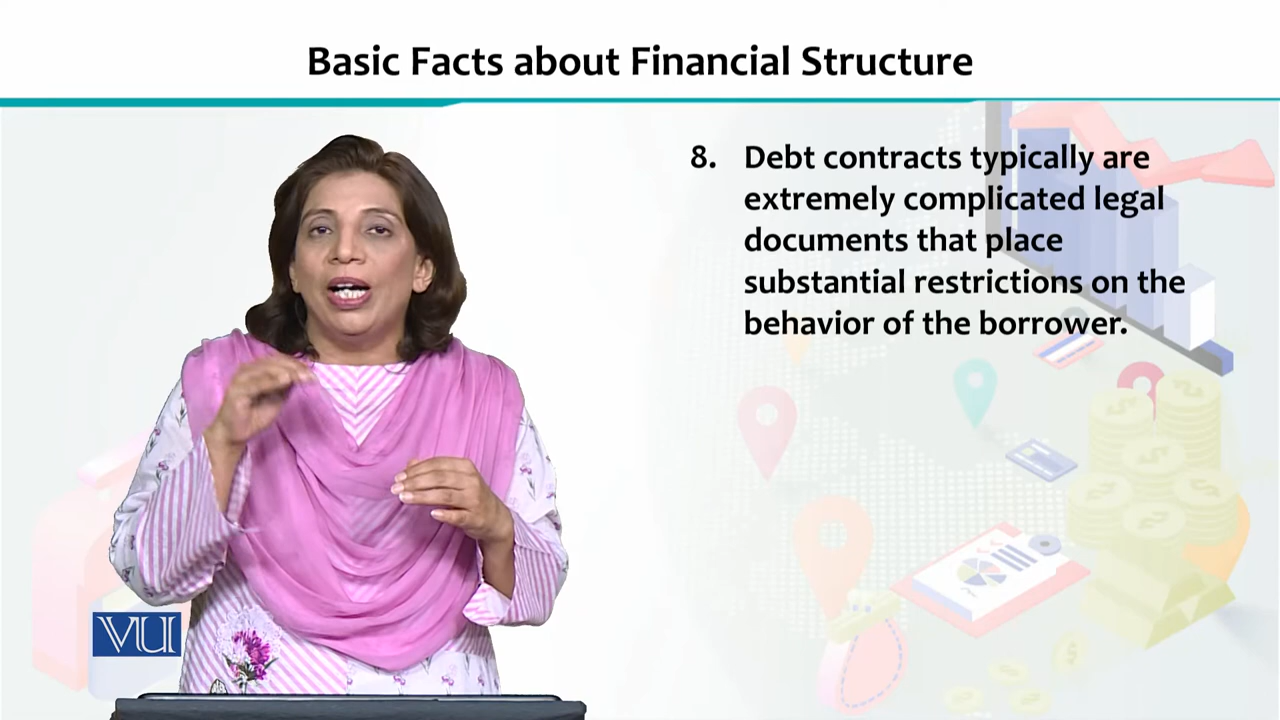 Basic Facts about Financial Structure
8. Debt contracts typically are
extremely complicated legal
documents that place
substantial restrictions on the
behavior of the borrower.
VU